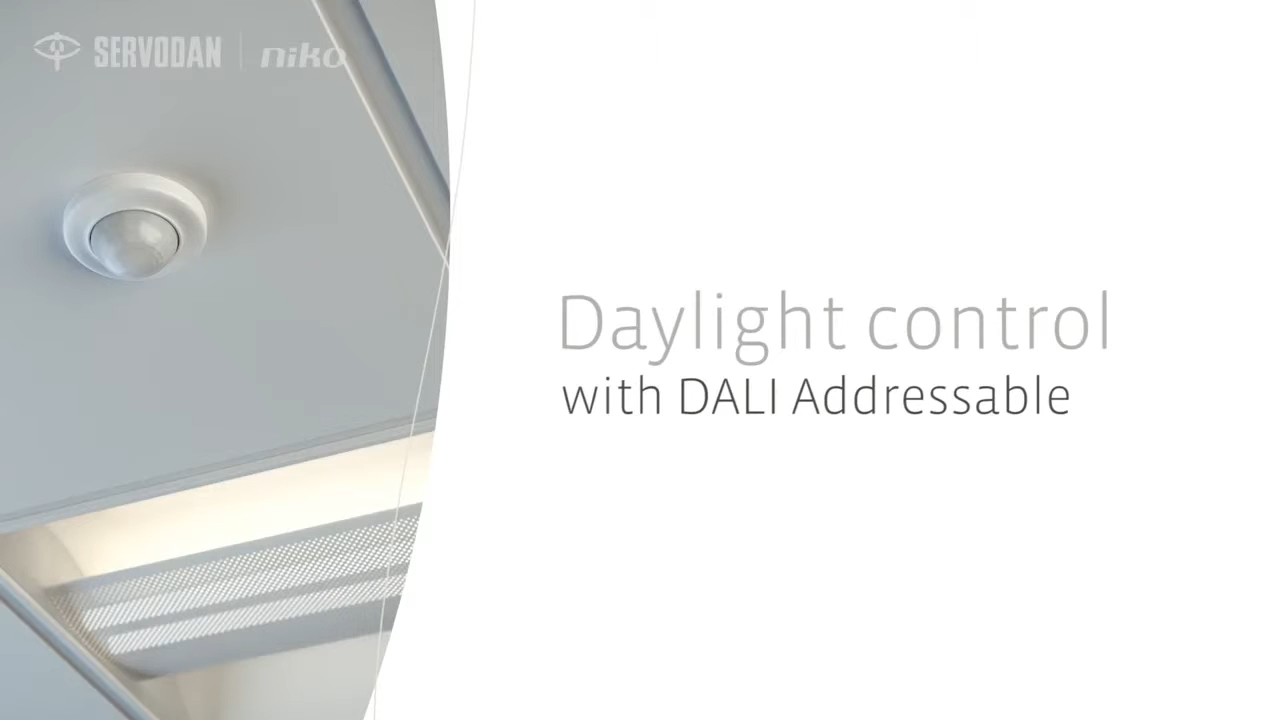 SERVODAN niko
Daylight control
with DALI Addressable